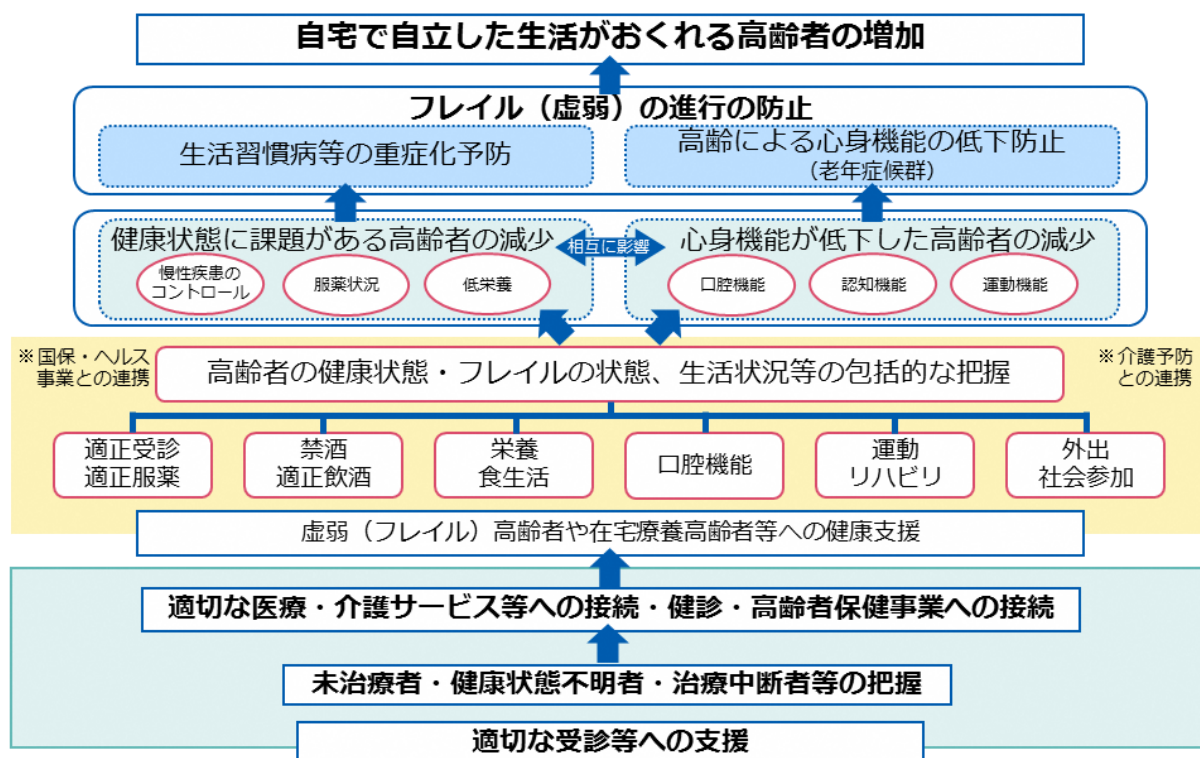 自宅で自立した生活がおくれる高齢者の増加
フレイル（虚弱）の進行の防止
生活習慣病等の重症化予防
高齢による心身機能の低下防止
（老年症候群）
健康状態に課題がある高齢者の減少
慢性疾患の
コントロール
服薬状況
低栄養
相互に影響
心身機能が低下した高齢者の減少
口腔機能
認知機能
運動機能
※国保・ヘルス
事業との連携
高齢者の健康状態・フレイルの状態、生活状況等の包括的な把握
※介護予防
との連携
適正受診
適正服薬
禁酒
適正飲酒
栄養
食生活
口腔機能
運動
リハビリ
外出
社会参加
虚弱（フレイル）高齢者や在宅療養高齢者等への健康支援
適切な医療・介護サービス等への接続・健診・高齢者保健事業への接続
未治療者・健康状態不明者・治療中断者等の把握
適切な受診等への支援